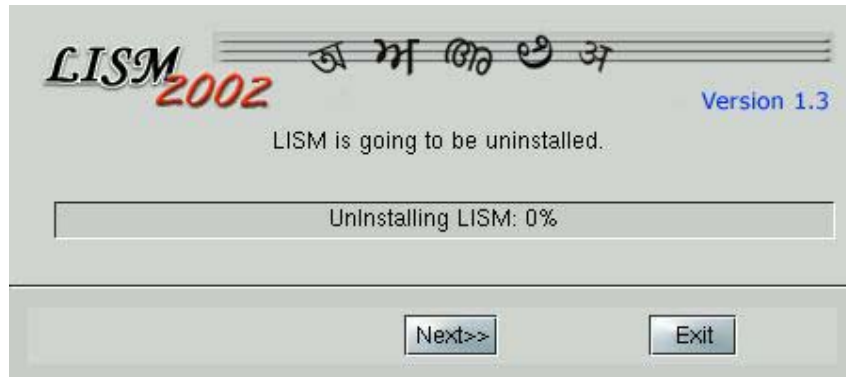 LISM 2002
অ ਅ അ అ अ
Version 1.3
LISM is going to be uninstalled.
UnInstalling LISM: 0%
Next>> Exit